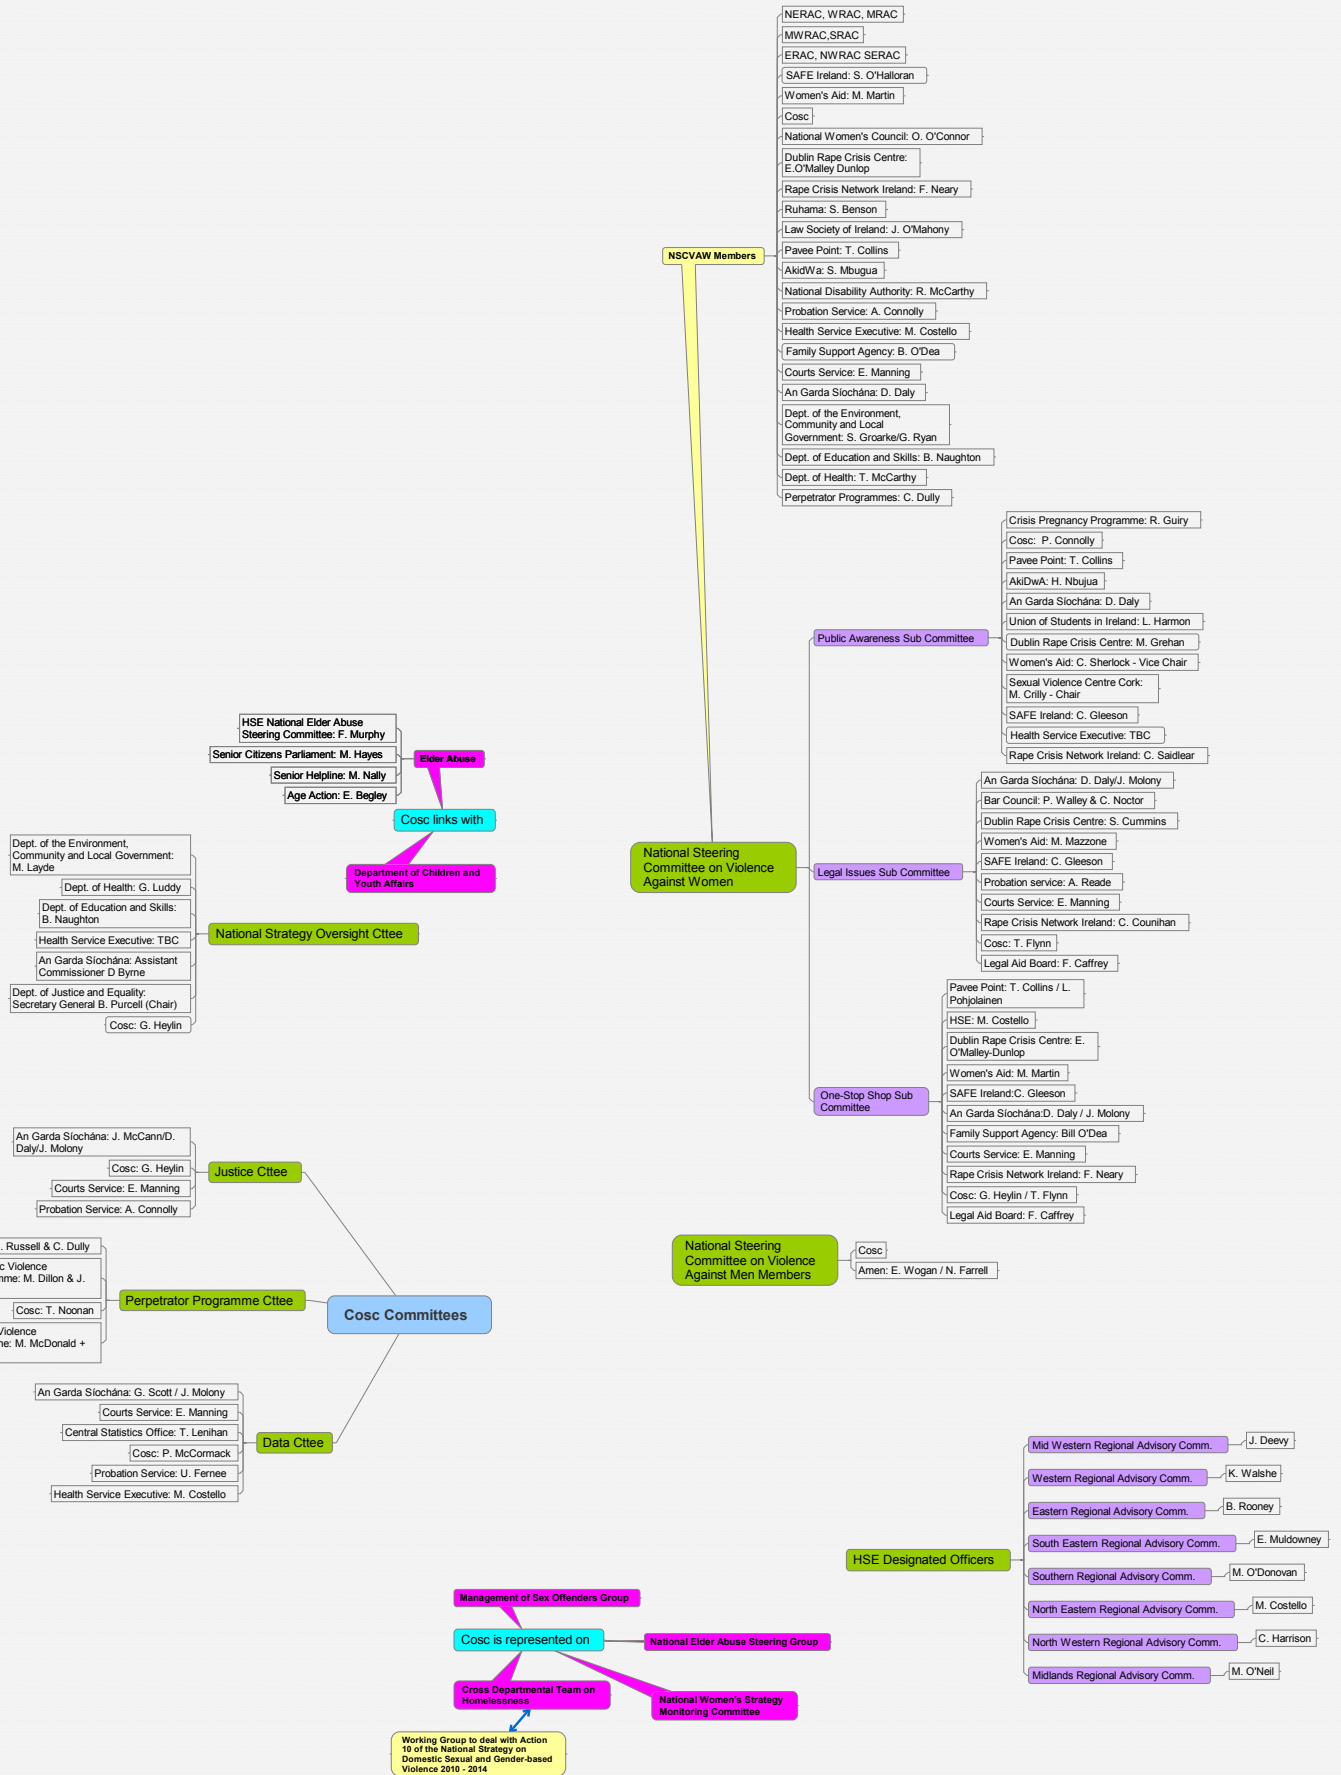 NERAC, WRAC, MRAC
MWRAC,SRAC
ERAC, NWRAC SERAC
SAFE Ireland: S. O'Halloran
Women's Aid: M. Martin
Cosc
National Women's Council: O. O'Connor
Dublin Rape Crisis Centre:
E.O'Malley Dunlop
Rape Crisis Network Ireland: F. Neary
Ruhama: S. Benson
Law Society of Ireland: J. O'Mahony
NSCVAW Members
Pavee Point: T. Collins
AkidWa: S. Mbugua
National Disability Authority: R. McCarthy
Probation Service: A. Connolly
Health Service Executive: M. Costello
Family Support Agency: B. O'Dea
Courts Service: E. Manning
An Garda Síochána: D. Daly
Dept. of the Environment,
Community and Local
Government: S. Groarke/G. Ryan
Dept. of Education and Skills: B. Naughton
Dept. of Health: T. McCarthy
Perpetrator Programmes: C. Dully
Crisis Pregnancy Programme: R. Guiry
Cosc:  P. Connolly
Pavee Point: T. Collins
AkiDwA: H. Nbujua
An Garda Síochána: D. Daly
Union of Students in Ireland: L. Harmon
Public Awareness Sub Committee
Dublin Rape Crisis Centre: M. Grehan
Women's Aid: C. Sherlock - Vice Chair
Sexual Violence Centre Cork:
M. Crilly - Chair
SAFE Ireland: C. Gleeson
Health Service Executive: TBC
Rape Crisis Network Ireland: C. Saidlear
HSE National Elder Abuse
Steering Committee: F. Murphy
Senior Citizens Parliament: M. Hayes
Elder Abuse
Senior Helpline: M. Nally
Age Action: E. Begley
Cosc links with
Department of Children and
Youth Affairs
An Garda Síochána: D. Daly/J. Molony
Bar Council: P. Walley & C. Noctor
Dublin Rape Crisis Centre: S. Cummins
Women's Aid: M. Mazzone
SAFE Ireland: C. Gleeson
National Steering
Committee on Violence
Against Women
Legal Issues Sub Committee
Probation service: A. Reade
Courts Service: E. Manning
Rape Crisis Network Ireland: C. Counihan
Cosc: T. Flynn
Legal Aid Board: F. Caffrey
Dept. of the Environment,
Community and Local Government:
M. Layde
Dept. of Health: G. Luddy
Dept. of Education and Skills:
B. Naughton
National Strategy Oversight Cttee
Health Service Executive: TBC
An Garda Síochána: Assistant
Commissioner D Byrne
Dept. of Justice and Equality:
Secretary General B. Purcell (Chair)
Cosc: G. Heylin
Pavee Point: T. Collins / L.
Pohjolainen
HSE: M. Costello
Dublin Rape Crisis Centre: E.
O'Malley-Dunlop
Women's Aid: M. Martin
SAFE Ireland:C. Gleeson
One-Stop Shop Sub
Committee
An Garda Síochána:D. Daly / J. Molony
Family Support Agency: Bill O'Dea
Courts Service: E. Manning
Rape Crisis Network Ireland: F. Neary
Cosc: G. Heylin / T. Flynn
Legal Aid Board: F. Caffrey
An Garda Síochána: J. McCann/D.
Daly/J. Molony
Cosc: G. Heylin
Justice Cttee
Courts Service: E. Manning
Probation Service: A. Connolly
National Steering
Committee on Violence
Against Men Members
Cosc
Amen: E. Wogan / N. Farrell
. Russell & C. Dully
c Violence
me: M. Dillon & J.
Perpetrator Programme Cttee
Cosc: T. Noonan
Violence
ne: M. McDonald +
Cosc Committees
An Garda Síochána: G. Scott / J. Molony
Courts Service: E. Manning
Central Statistics Office: T. Lenihan
Data Cttee
Cosc: P. McCormack
Probation Service: U. Fernee
Health Service Executive: M. Costello
Mid Western Regional Advisory Comm.
J. Deevy
Western Regional Advisory Comm.
K. Walshe
Eastern Regional Advisory Comm.
B. Rooney
South Eastern Regional Advisory Comm.
E. Muldowney
HSE Designated Officers
Southern Regional Advisory Comm.
M. O'Donovan
North Eastern Regional Advisory Comm.
M. Costello
North Western Regional Advisory Comm.
C. Harrison
Midlands Regional Advisory Comm.
M. O'Neil
Management of Sex Offenders Group
Cosc is represented on
National Elder Abuse Steering Group
Cross Departmental Team on
Homelessness
National Women's Strategy
Monitoring Committee
Working Group to deal with Action
10 of the National Strategy on
Domestic Sexual and Gender-based
Violence 2010 - 2014